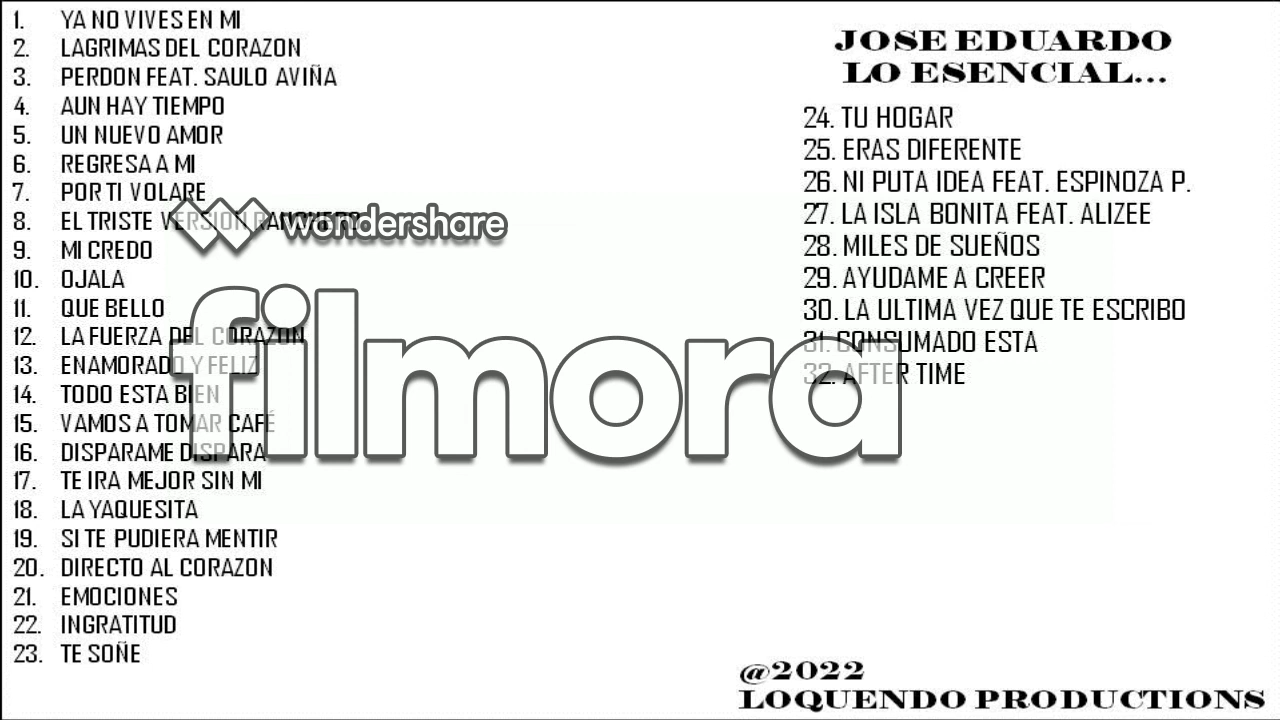 1. YA NO VIVES EN MI
2. LAGRIMAS DEL CORAZON
3. PERDON FEAT. SAULO AVIÑA
4. AUN HAY TIEMPO
5. UN NUEVO AMOR
6. REGRESA A MI
7. POR TI VOLARE
8. EL TRISTE VERSION RANCHERO
9. MI CREDO
10. OJALA
11. QUE BELLO
12. LA FUERZA DEL CORAZON
13. ENAMORADO Y FELIZ
14. TODO ESTA BIEN
15. VAMOS A TOMAR CAFÉ
16. DISPARAME DISPARA
17. TE IRA MEJOR SIN MI
18. LA YAQUESITA
19. SI TE PUDIERA MENTIR
20. DIRECTO AL CORAZON
21. EMOCIONES
22. INGRATITUD
23. TE SOÑE
JOSE EDUARDO
LO ESENCIAL...
24. TU HOGAR
25. ERAS DIFERENTE
26. NI PUTA IDEA FEAT. ESPINOZA P.
27. LA ISLA BONITA FEAT. ALIZEE
28. MILES DE SUEÑOS
29. AYUDAME A CREER
30. LA ULTIMA VEZ QUE TE ESCRIBO
31. CONSUMADO ESTA
32. AFTER TIME
wondershare
filmora
@2022
LOQUENDO PRODUCTIONS